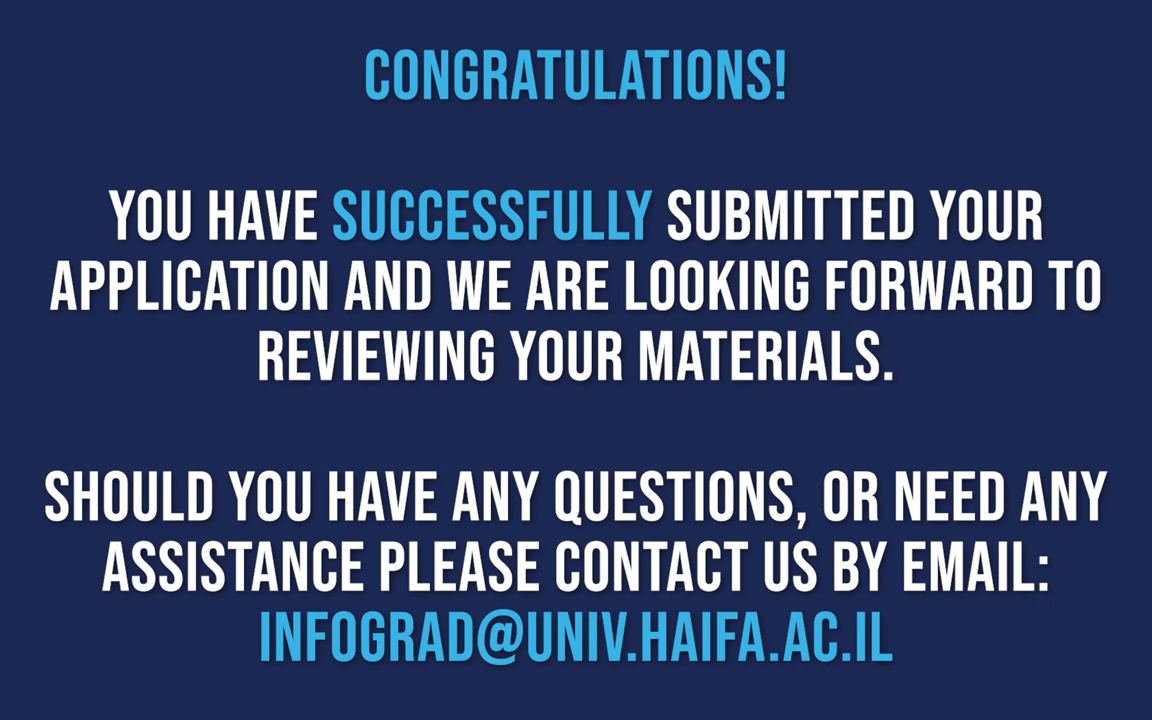 CONGRATULATIONS!
YOU HAVE SUCCESSFULLY SUBMITTED YOUR
APPLICATION AND WE ARE LOOKING FORWARD TO
REVIEWING YOUR MATERIALS.
SHOULD YOU HAVE ANY QUESTIONS, OR NEED ANY
ASSISTANCE PLEASE CONTACT US BY EMAIL:
INFOGRAD@UNIV.HAIFA.AC.IL